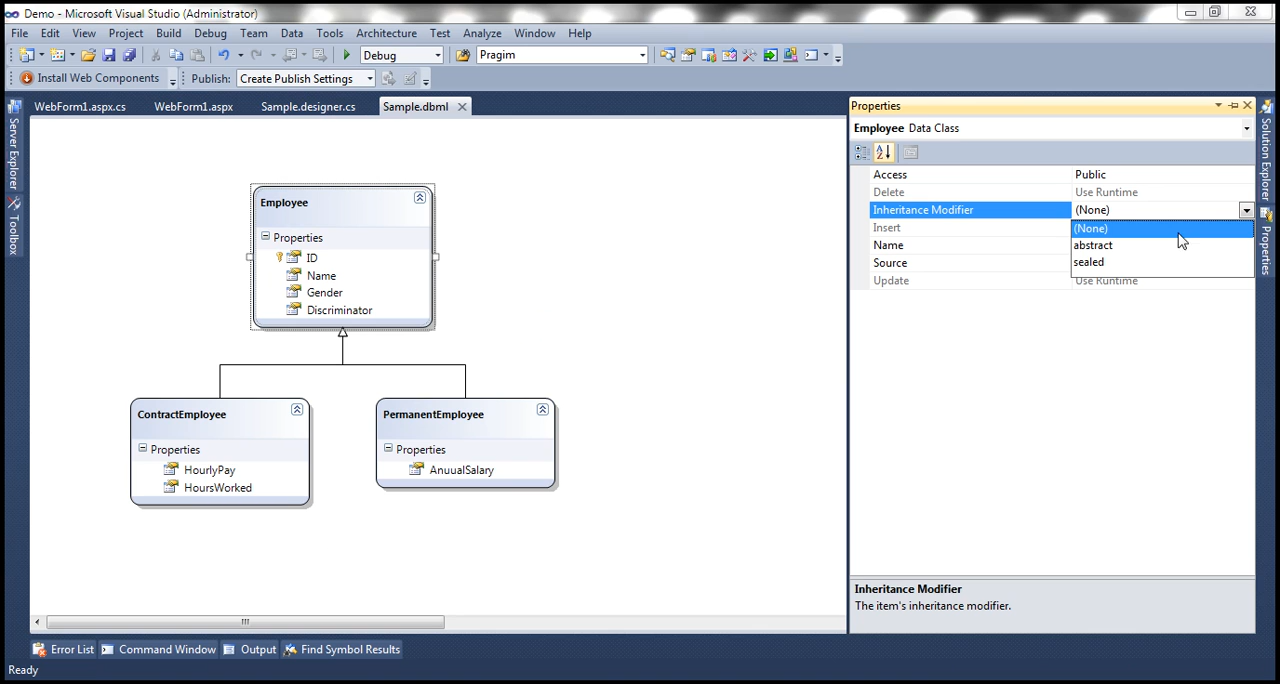 Demo - Microsoft Visual Studio (Administrator)
File Edit View Project Build Debug Team Data Tools Architecture Test Analyze Window Help
Debug Pragim
Install Web Components Publish: Create Publish Settings
WebForm1.aspx.cs WebForm1.aspx Sample.designer.cs Sample.dbml
Server Explorer
Toolbox
Employee
Properties
ID
Name
Gender
Discriminator
ContractEmployee
Properties
HourlyPay
HoursWorked
PermanentEmployee
Properties
AnuualSalary
Properties
Employee Data Class
Access Public
Delete Use Runtime
Inheritance Modifier (None)
Insert (None)
Name abstract
Source sealed
Update Use Runtime
Inheritance Modifier
The item's inheritance modifier.
Solution Explorer
Properties
Error List Command Window Output Find Symbol Results
Ready